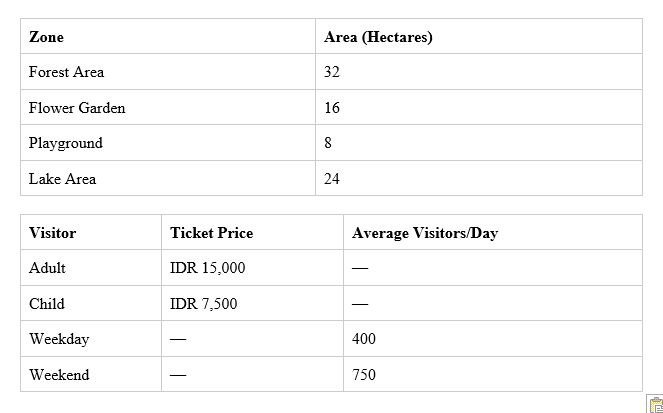 Zone Area (Hectares)
Forest Area 32
Flower Garden 16
Playground 8
Lake Area 24
Visitor Ticket Price Average Visitors/Day
Adult IDR 15,000 —
Child IDR 7,500 —
Weekday — 400
Weekend — 750